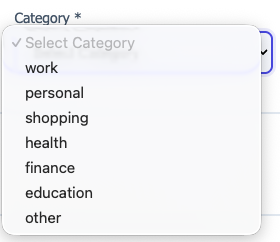 Category *
✓ Select Category
work
personal
shopping
health
finance
education
other